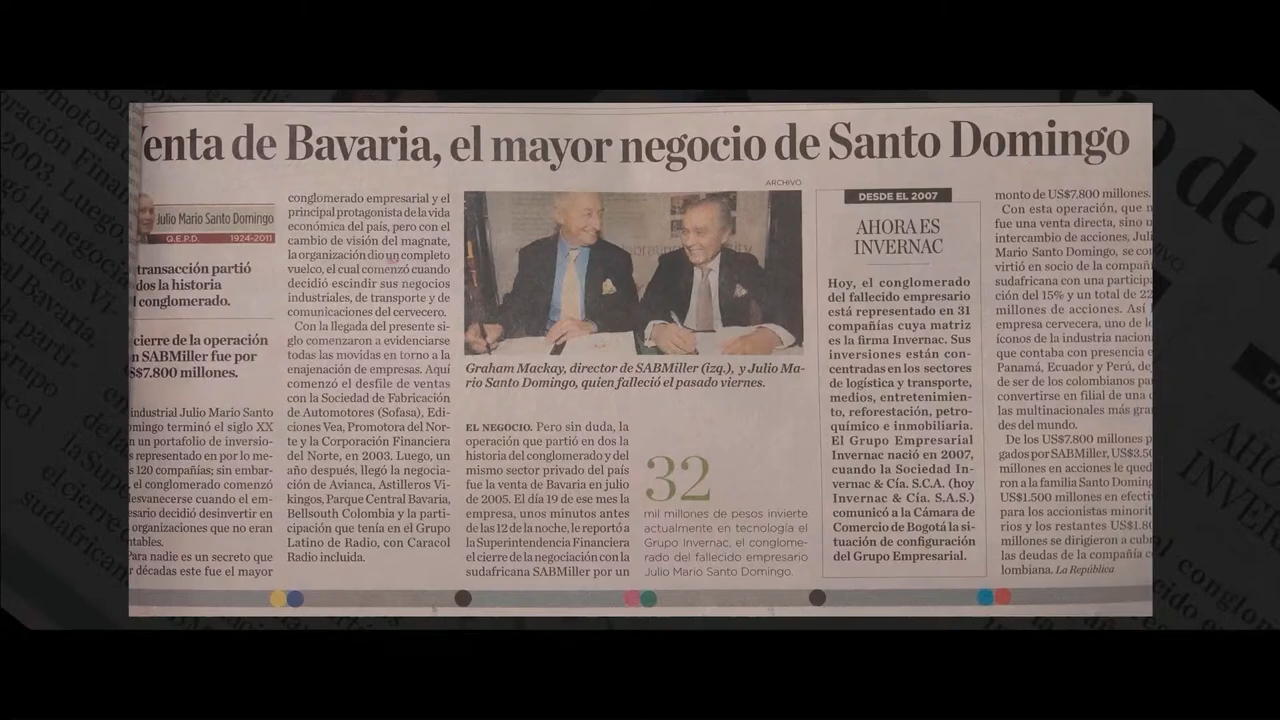 Venta de Bavaria, el mayor negocio de Santo Domingo
Julio Mario Santo Domingo
Q.E.P.D. 1924-2011
transacción partió
dos la historia
l conglomerado.
cierre de la operación
n SABMiller fue por
S$7.800 millones.
industrial Julio Mario Santo
omingo terminó el siglo XX
n un portafolio de inversio-
s representado en por lo me-
s 120 compañías; sin embar-
, el conglomerado comenzó
esvanecerse cuando el em-
esario decidió desinvertir en
organizaciones que no eran
ntables.
Para nadie es un secreto que
r décadas este fue el mayor
conglomerado empresarial y el
principal protagonista de la vida
económica del país, pero con el
cambio de visión del magnate,
la organización dio un completo
vuelco, el cual comenzó cuando
decidió escindir sus negocios
industriales, de transporte y de
comunicaciones del cervecero.
Con la llegada del presente si-
glo comenzaron a evidenciarse
todas las movidas en torno a la
enajenación de empresas. Aquí
comenzó el desfile de ventas
con la Sociedad de Fabricación
de Automotores (Sofasa), Edi-
ciones Vea, Promotora del Nor-
te y la Corporación Financiera
del Norte, en 2003. Luego, un
año después, llegó la negocia-
ción de Avianca, Astilleros Vi-
kingos, Parque Central Bavaria,
Bellsouth Colombia y la parti-
cipación que tenía en el Grupo
Latino de Radio, con Caracol
Radio incluida.
ARCHIVO
Graham Mackay, director de SABMiller (izq.), y Julio Ma-
rio Santo Domingo, quien falleció el pasado viernes.
EL NEGOCIO. Pero sin duda, la
operación que partió en dos la
historia del conglomerado y del
mismo sector privado del país
fue la venta de Bavaria en julio
de 2005. El día 19 de ese mes la
empresa, unos minutos antes
de las 12 de la noche, le reportó a
la Superintendencia Financiera
el cierre de la negociación con la
sudafricana SABMiller por un
32
mil millones de pesos invierte
actualmente en tecnología el
Grupo Invernac, el conglome-
rado del fallecido empresario
Julio Mario Santo Domingo.
DESDE EL 2007
AHORA ES
INVERNAC
Hoy, el conglomerado
del fallecido empresario
está representado en 31
compañías cuya matriz
es la firma Invernac. Sus
inversiones están con-
centradas en los sectores
de logística y transporte,
medios, entretenimien-
to, reforestación, petro-
químico e inmobiliaria.
El Grupo Empresarial
Invernac nació en 2007,
cuando la Sociedad In-
vernac & Cía. S.C.A. (hoy
Invernac & Cía. S.A.S.)
comunicó a la Cámara de
Comercio de Bogotá la si-
tuación de configuración
del Grupo Empresarial.
monto de US$7.800 millones.
Con esta operación, que n
fue una venta directa, sino u
intercambio de acciones, Juli
Mario Santo Domingo, se co
virtió en socio de la compañí
sudafricana con una particip
ción del 15% y un total de 22
millones de acciones. Así l
empresa cervecera, uno de lo
íconos de la industria nacion
que contaba con presencia e
Panamá, Ecuador y Perú, dej
de ser de los colombianos pa
convertirse en filial de una d
las multinacionales más gran
des del mundo.
De los US$7.800 millones p
gados por SABMiller, US$3.50
millones en acciones le qued
ron a la familia Santo Doming
US$1.500 millones en efecti
para los accionistas minorit
rios y los restantes US$1.80
millones se dirigieron a cubr
las deudas de la compañía c
lombiana. La República